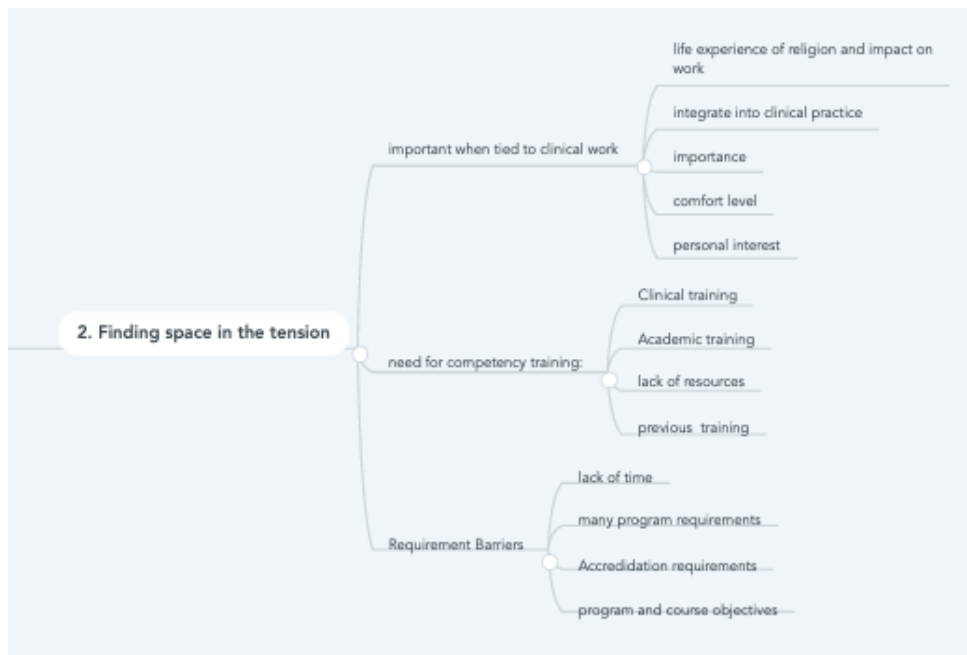 life experience of religion and impact on
work
integrate into clinical practice
important when tied to clinical work
importance
comfort level
personal interest
2. Finding space in the tension
Clinical training
Academic training
need for competency training:
lack of resources
previous training
lack of time
many program requirements
Requirement Barriers
Accredidation requirements
program and course objectives